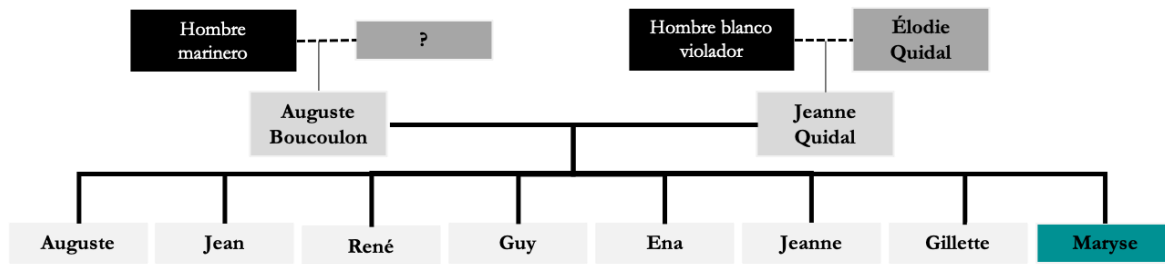 Hombre
marinero
?
Hombre blanco
violador
Élodie
Quidal
Auguste
Boucoulon
Jeanne
Quidal
Auguste
Jean
René
Guy
Ena
Jeanne
Gillette
Maryse